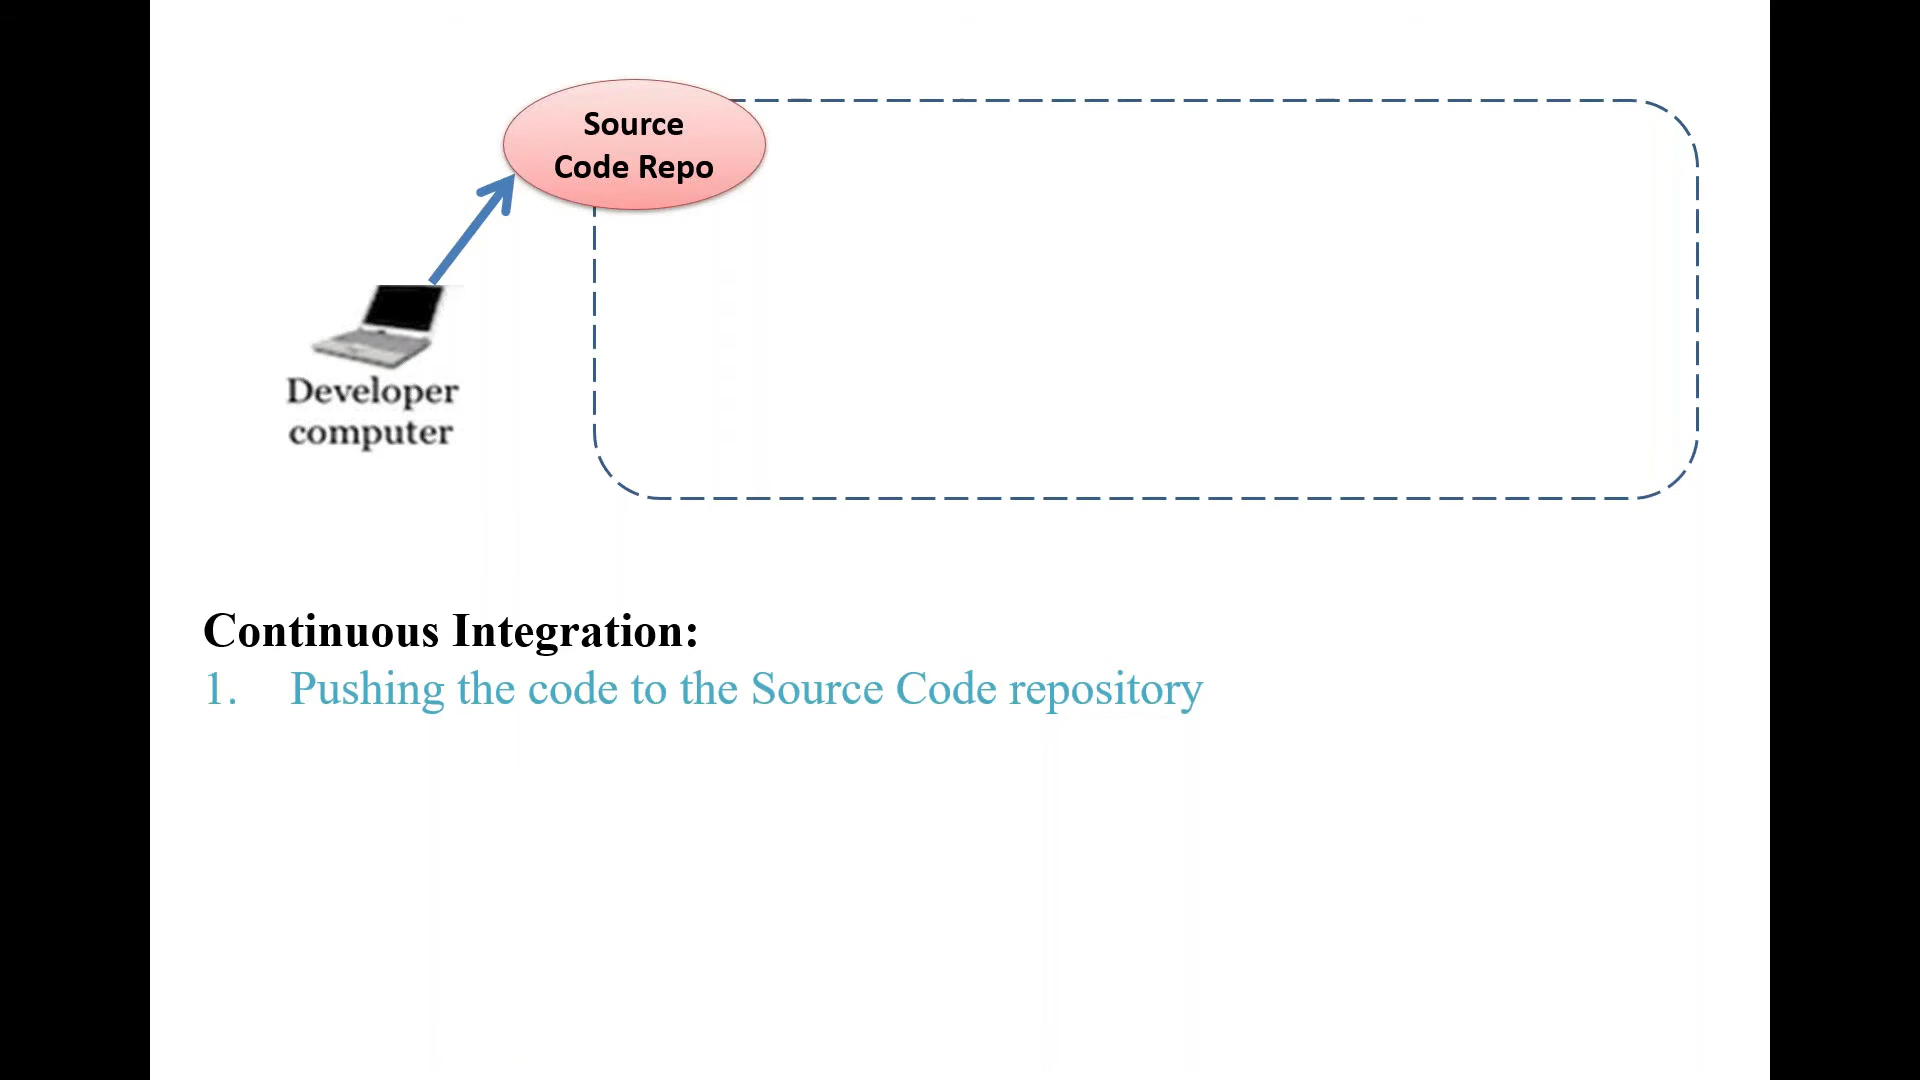 Source
Code Repo
Developer
computer
Continuous Integration:
1. Pushing the code to the Source Code repository